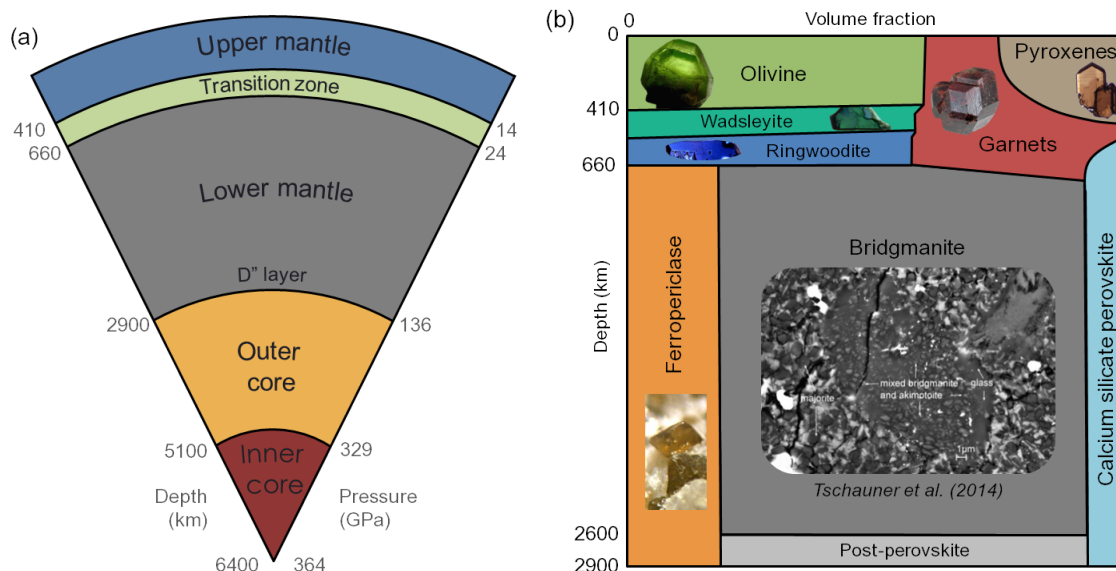 (a)
Upper mantle
Transition zone
410
660
14
24
Lower mantle
D” layer
2900
136
Outer
core
5100
329
Inner
core
Depth
(km)
Pressure
(GPa)
6400
364
(b)
0
Volume fraction
0
Olivine
Pyroxenes
410
Wadsleyite
Garnets
Ringwoodite
660
Depth (km)
Ferropericlase
Bridgmanite
majorite
mixed bridgmanite
and akimotoite
glass
1µm
Tschauner et al. (2014)
Calcium silicate perovskite
2600
Post-perovskite
2900